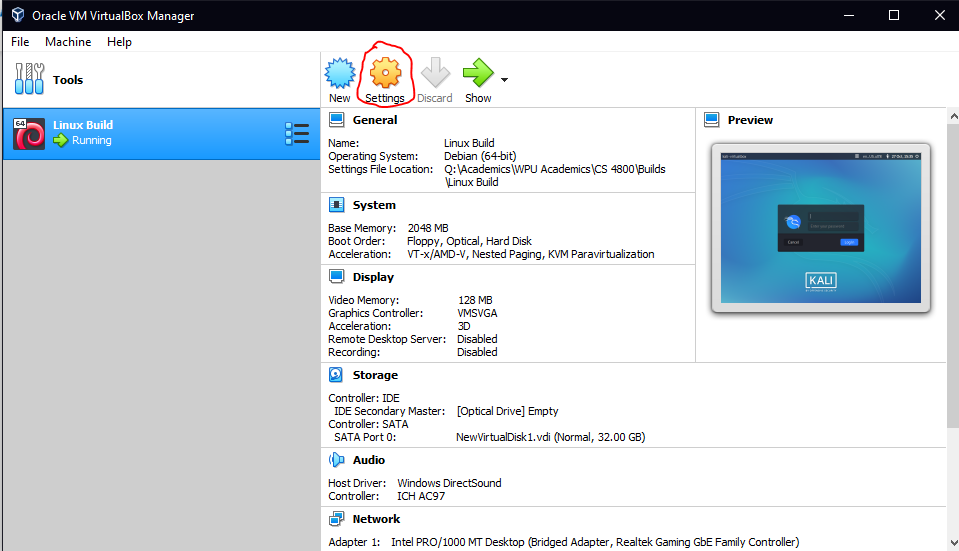 Oracle VM VirtualBox Manager
File Machine Help
Tools
New Settings Discard Show
64
Linux Build
Running
General
Name: Linux Build
Operating System: Debian (64-bit)
Settings File Location: Q:\Academics\WPU Academics\CS 4800\Builds
\Linux Build
Preview
KALI
Cancel
Login
System
Base Memory: 2048 MB
Boot Order: Floppy, Optical, Hard Disk
Acceleration: VT-x/AMD-V, Nested Paging, KVM Paravirtualization
Display
Video Memory: 128 MB
Graphics Controller: VMSVGA
Acceleration: 3D
Remote Desktop Server: Disabled
Recording: Disabled
Storage
Controller: IDE
IDE Secondary Master: [Optical Drive] Empty
Controller: SATA
SATA Port 0: NewVirtualDisk1.vdi (Normal, 32.00 GB)
Audio
Host Driver: Windows DirectSound
Controller: ICH AC97
Network
Adapter 1: Intel PRO/1000 MT Desktop (Bridged Adapter, Realtek Gaming GbE Family Controller)